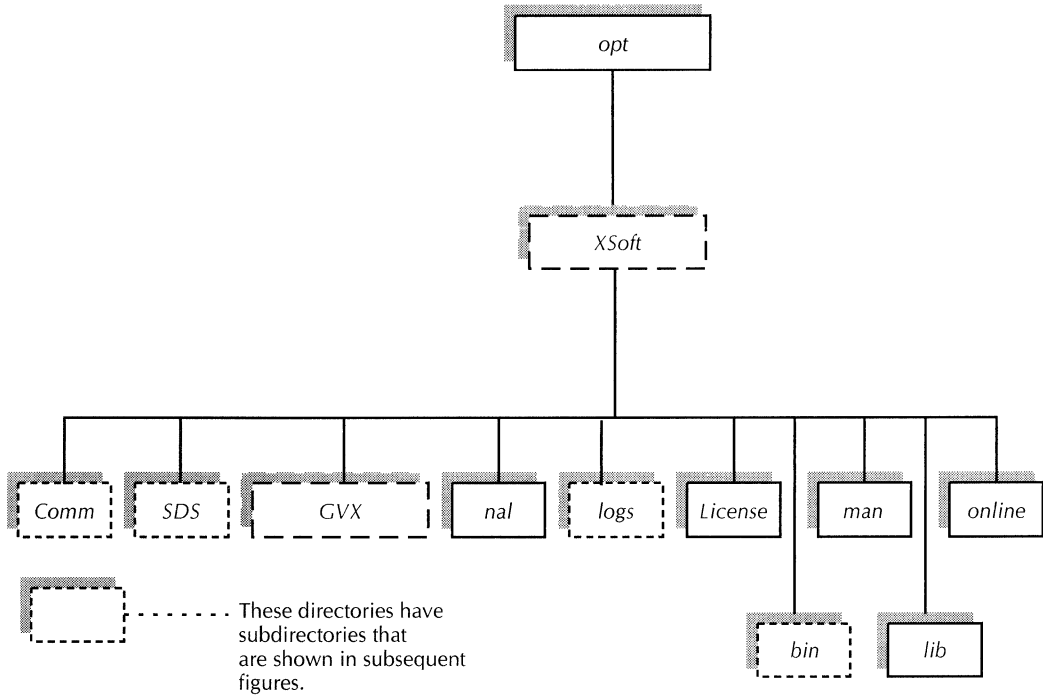 opt
XSoft
Comm
SDS
GVX
nal
logs
License
man
online
bin
lib
These directories have
subdirectories that
are shown in subsequent
figures.